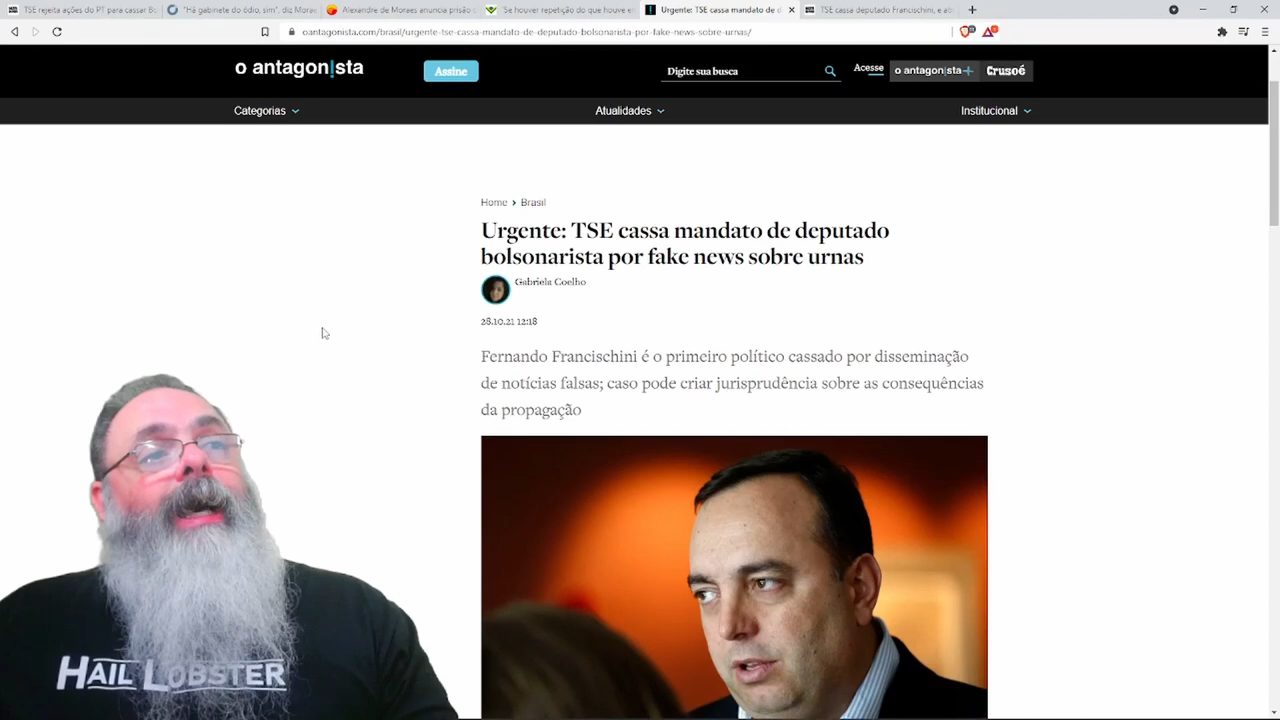 TSE rejeita ações do PT para cassar Bo
"Há gabinete do ódio, sim", diz Morae
Alexandre de Moraes anuncia prisão d
'Se houver repetição do que houve e
Urgente: TSE cassa mandato de d
TSE cassa deputado Francischini, e ab
oantagonista.com/brasil/urgente-tse-cassa-mandato-de-deputado-bolsonarista-por-fake-news-sobre-urnas/
o antagon!sta
Assine
Digite sua busca
Acesse
o antagon!sta+
Crusoé
Categorias
Atualidades
Institucional
Home › Brasil
Urgente: TSE cassa mandato de deputado
bolsonarista por fake news sobre urnas
Gabriela Coelho
28.10.21 12:18
Fernando Francischini é o primeiro político cassado por disseminação
de notícias falsas; caso pode criar jurisprudência sobre as consequências
da propagação
HAIL LOBSTER